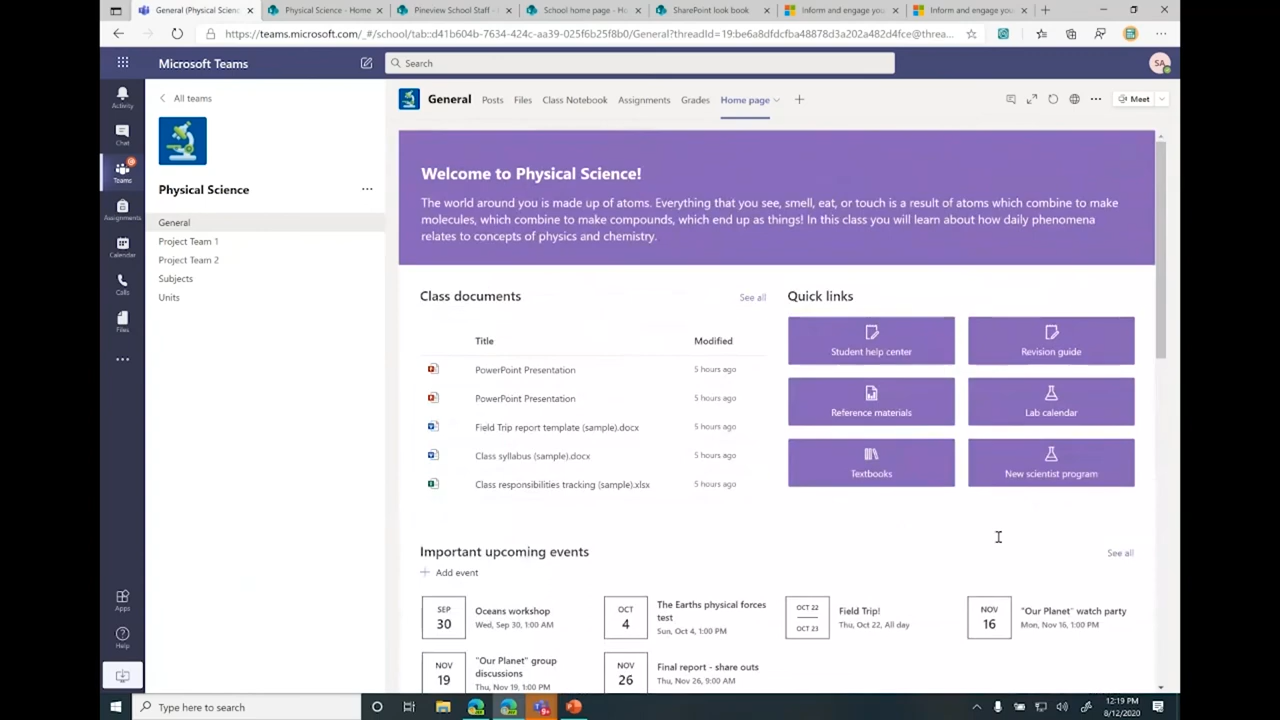 General (Physical Scienc
Physical Science - Home
Pineview School Staff -
School home page - Ho
SharePoint look book
Inform and engage you
Inform and engage you
https://teams.microsoft.com/_#/school/tab::d41b604b-7634-424c-aa39-025f6b25f8b0/General?threadId=19:be6a8dfdcfba48878d3a202a482d4fce@threa...
Microsoft Teams
Search
SA
Activity
Chat
Teams
Assignments
Calendar
Calls
Files
Apps
Help
All teams
Physical Science
General
Project Team 1
Project Team 2
Subjects
Units
General Posts Files Class Notebook Assignments Grades Home page
Meet
Welcome to Physical Science!
The world around you is made up of atoms. Everything that you see, smell, eat, or touch is a result of atoms which combine to make
molecules, which combine to make compounds, which end up as things! In this class you will learn about how daily phenomena
relates to concepts of physics and chemistry.
Class documents See all
Title Modified
PowerPoint Presentation 5 hours ago
PowerPoint Presentation 5 hours ago
Field Trip report template (sample).docx 5 hours ago
Class syllabus (sample).docx 5 hours ago
Class responsibilities tracking (sample).xlsx 5 hours ago
Quick links
Student help center
Revision guide
Reference materials
Lab calendar
Textbooks
New scientist program
Important upcoming events See all
Add event
SEP
30
Oceans workshop
Wed, Sep 30, 1:00 AM
OCT
4
The Earths physical forces
test
Sun, Oct 4, 1:00 PM
OCT 22
OCT 23
Field Trip!
Thu, Oct 22, All day
NOV
16
"Our Planet" watch party
Mon, Nov 16, 1:00 PM
NOV
19
"Our Planet" group
discussions
Thu, Nov 19, 1:00 PM
NOV
26
Final report - share outs
Thu, Nov 26, 9:00 AM
Type here to search
12:19 PM
8/12/2020